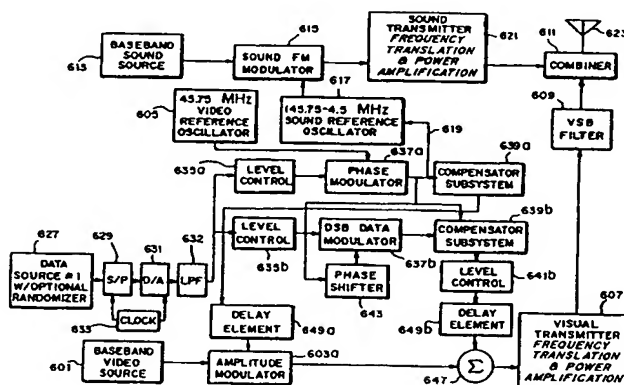 615
SOUND
TRANSMITTER
FREQUENCY
TRANSLATION
& POWER
AMPLIFICATION
621
611
623
BASEBAND
SOUND SOURCE
SOUND FM
MODULATOR
COMBINER
613
617
609
605
45.75 MHz
VIDEO
REFERENCE
OSCILLATOR
145.75-4.5 MHz
SOUND REFERENCE
OSCILLATOR
619
637a
639a
VSB
FILTER
635a
LEVEL
CONTROL
PHASE
MODULATOR
COMPENSATOR
SUBSYSTEM
639b
627
629
631
632
LEVEL
CONTROL
DSB DATA
MODULATOR
COMPENSATOR
SUBSYSTEM
DATA
SOURCE #1
W/OPTIONAL
RANDOMIZER
S/P
D/A
LPF
635b
637b
LEVEL
CONTROL
641b
607
PHASE
SHIFTER
643
633
CLOCK
DELAY
ELEMENT
649a
DELAY
ELEMENT
649b
VISUAL
TRANSMITTER
FREQUENCY
TRANSLATION
& POWER
AMPLIFICATION
601
BASEBAND
VIDEO
SOURCE
603a
AMPLITUDE
MODULATOR
Σ
647